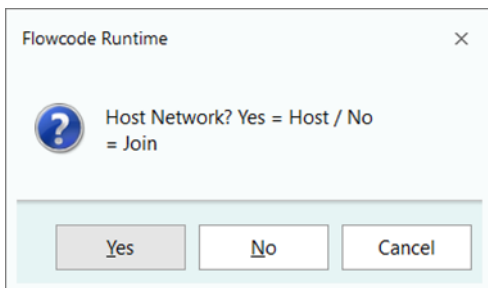 Flowcode Runtime
Host Network? Yes = Host / No
= Join
Yes
No
Cancel